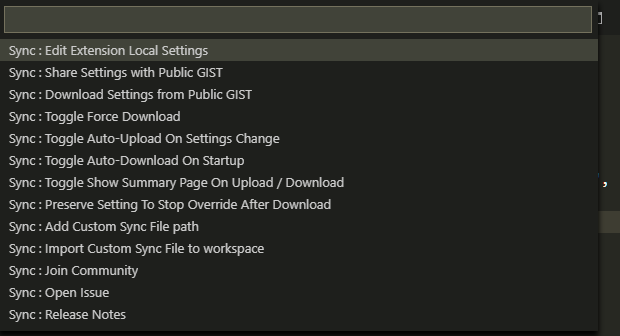 Sync : Edit Extension Local Settings
Sync : Share Settings with Public GIST
Sync : Download Settings from Public GIST
Sync : Toggle Force Download
Sync : Toggle Auto-Upload On Settings Change
Sync : Toggle Auto-Download On Startup
Sync : Toggle Show Summary Page On Upload / Download
Sync : Preserve Setting To Stop Override After Download
Sync : Add Custom Sync File path
Sync : Import Custom Sync File to workspace
Sync : Join Community
Sync : Open Issue
Sync : Release Notes